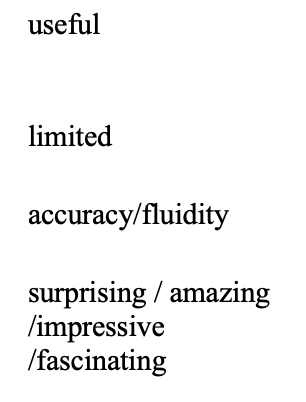 useful
limited
accuracy/fluidity
surprising / amazing
/impressive
/fascinating